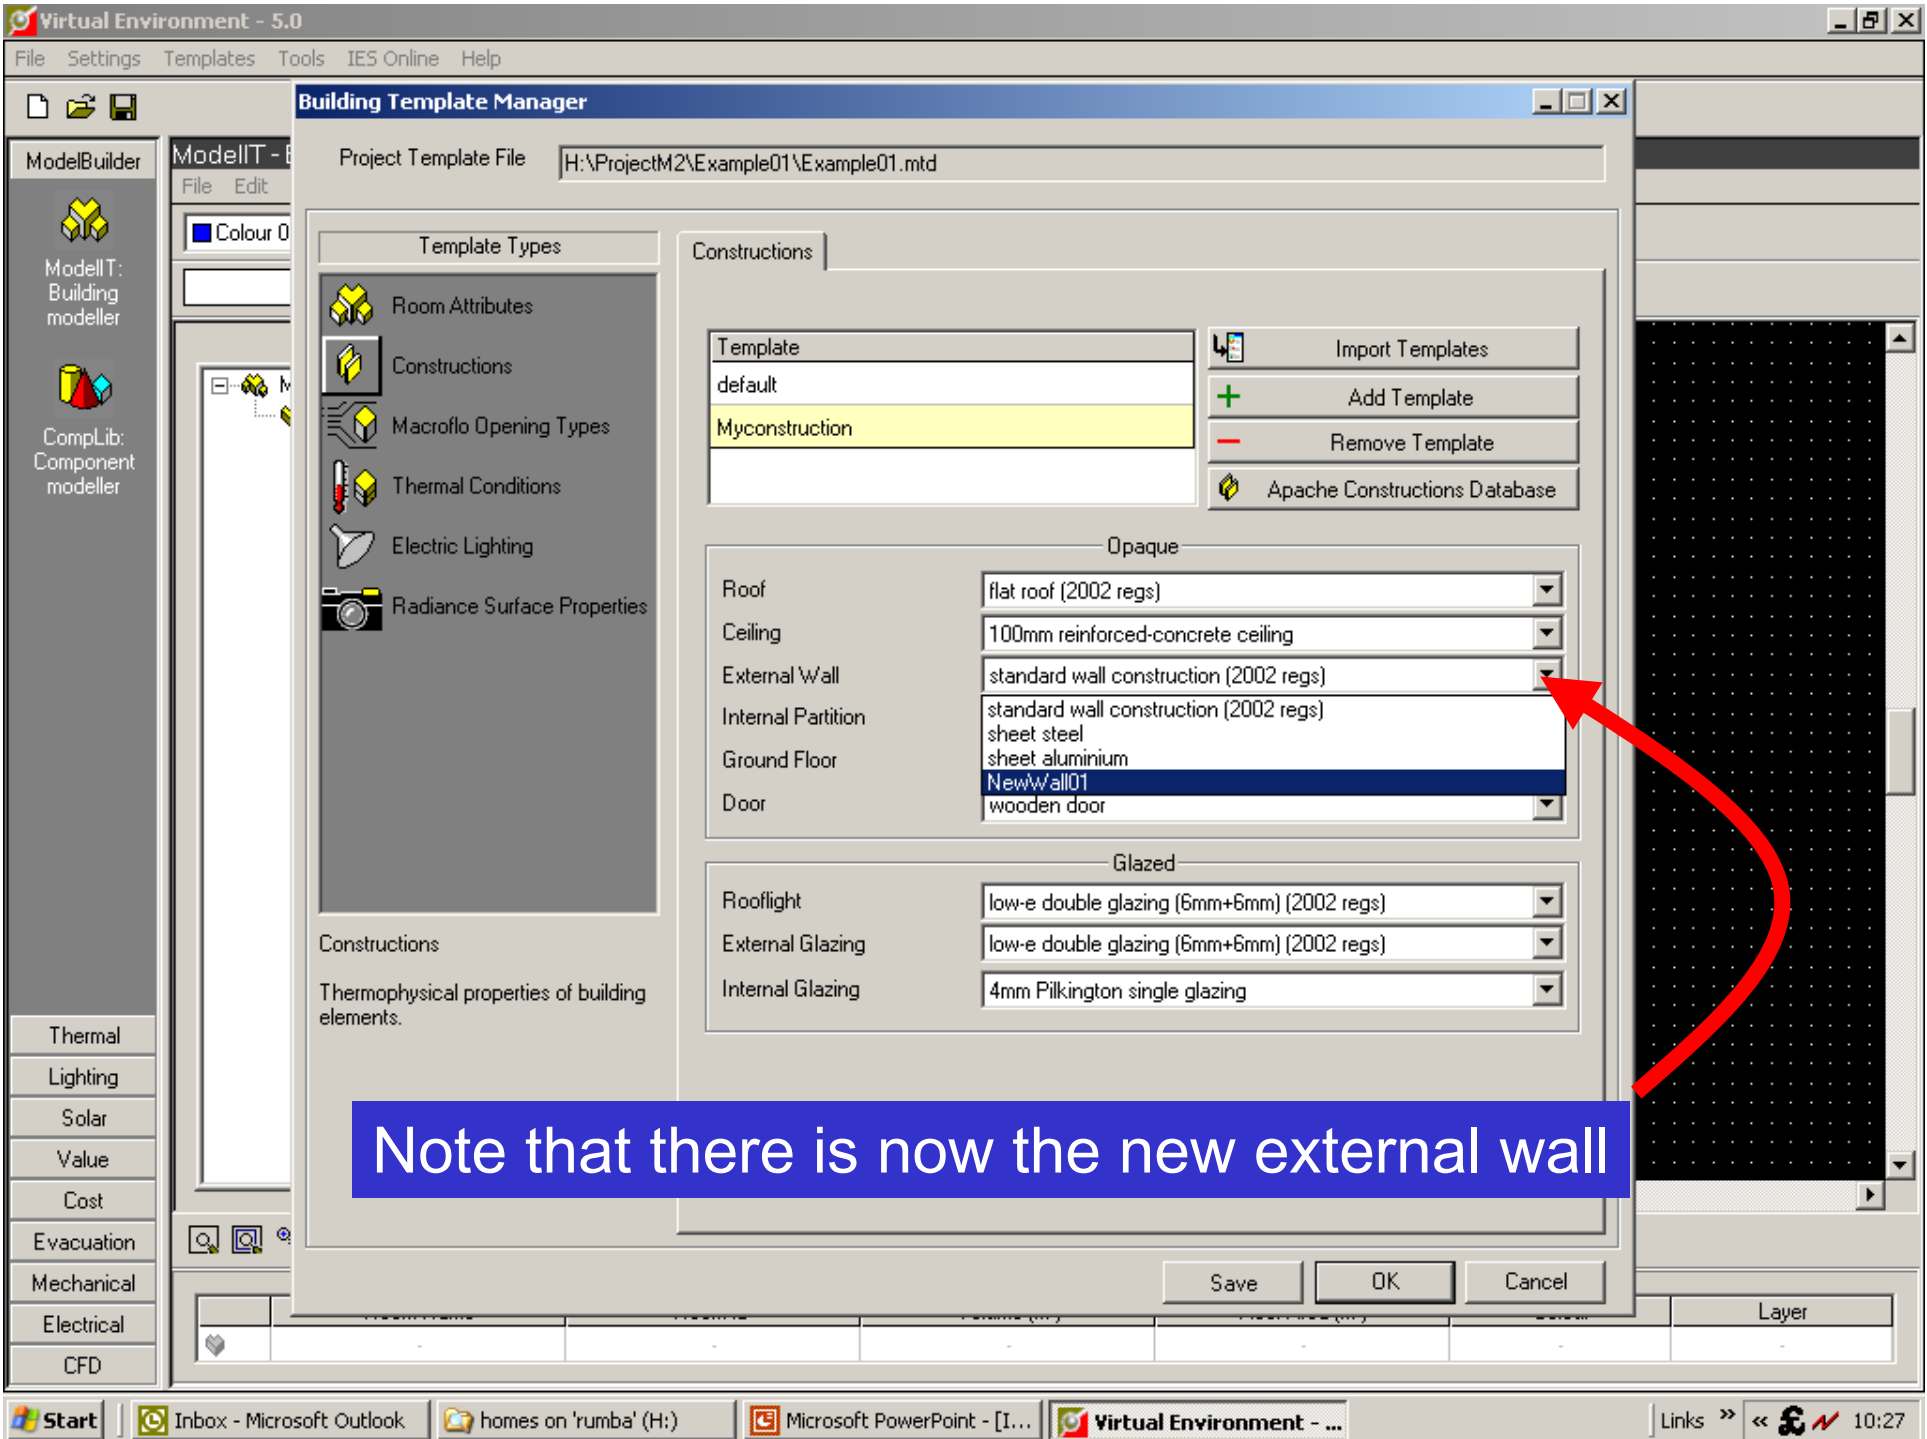 Virtual Environment - 5.0
File Settings Templates Tools IES Online Help
Building Template Manager
ModelBuilder
ModelIT:
Building
modeller
CompLib:
Component
modeller
Thermal
Lighting
Solar
Value
Cost
Evacuation
Mechanical
Electrical
CFD
ModelIT -
File Edit
Colour 0
Project Template File H:\ProjectM2\Example01\Example01.mtd
Template Types
Room Attributes
Constructions
Macroflo Opening Types
Thermal Conditions
Electric Lighting
Radiance Surface Properties
Constructions
Thermophysical properties of building
elements.
Constructions
Template
default
Myconstruction
Import Templates
Add Template
Remove Template
Apache Constructions Database
Opaque
Roof flat roof (2002 regs)
Ceiling 100mm reinforced-concrete ceiling
External Wall standard wall construction (2002 regs)
standard wall construction (2002 regs)
sheet steel
sheet aluminium
NewWall01
Internal Partition
Ground Floor
Door wooden door
Glazed
Rooflight low-e double glazing (6mm+6mm) (2002 regs)
External Glazing low-e double glazing (6mm+6mm) (2002 regs)
Internal Glazing 4mm Pilkington single glazing
Note that there is now the new external wall
Save OK Cancel
Layer
Start Inbox - Microsoft Outlook homes on 'rumba' (H:) Microsoft PowerPoint - [I... Virtual Environment - ... Links » « 10:27